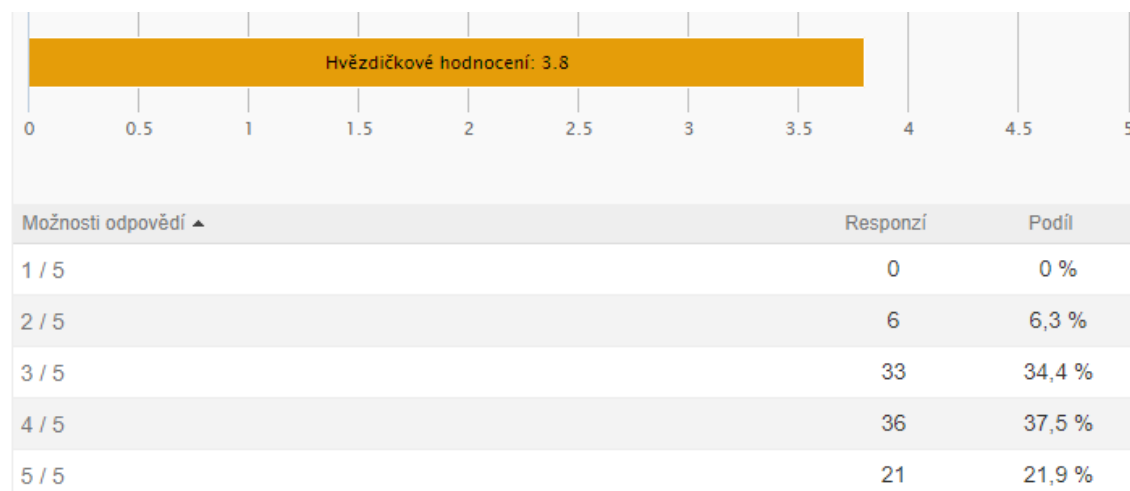 Hvězdičkové hodnocení: 3.8
0 0.5 1 1.5 2 2.5 3 3.5 4 4.5 5
Možnosti odpovědí ▲ Responzí Podíl
1 / 5 0 0 %
2 / 5 6 6,3 %
3 / 5 33 34,4 %
4 / 5 36 37,5 %
5 / 5 21 21,9 %